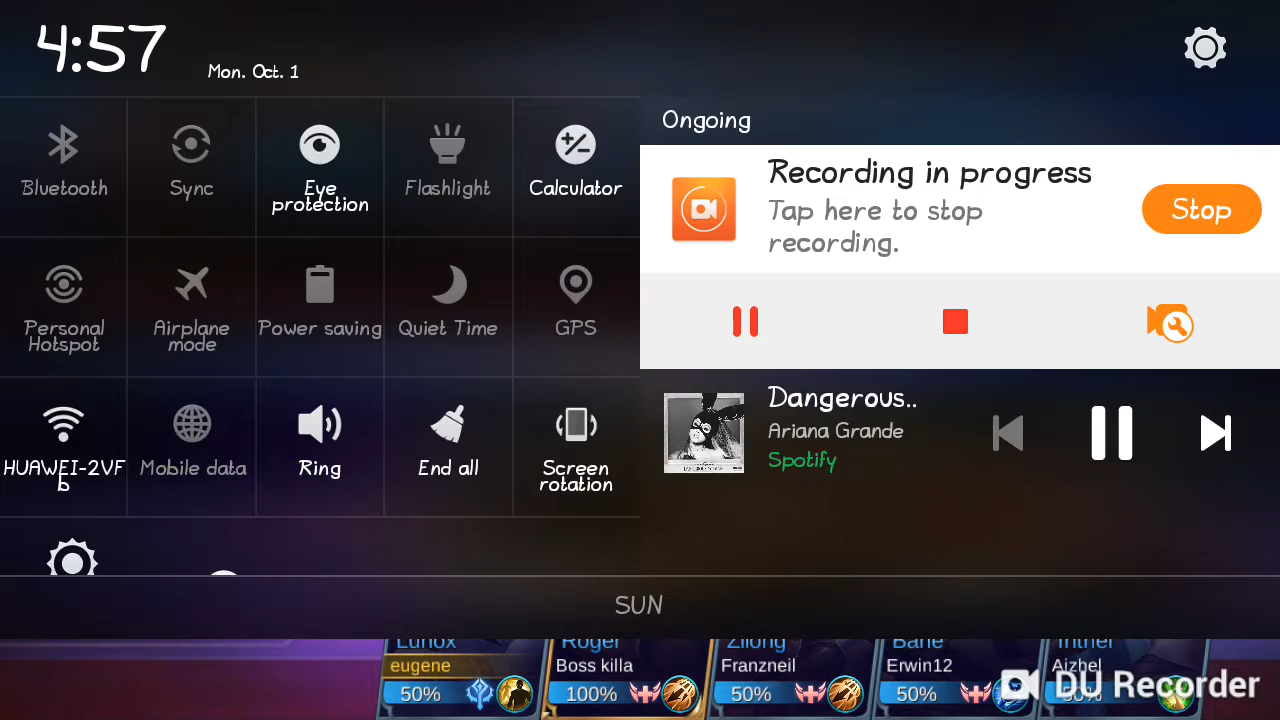 4:57
Mon. Oct. 1
Bluetooth
Sync
Eye
protection
Flashlight
Calculator
Personal
Hotspot
Airplane
mode
Power saving
Quiet Time
GPS
HUAWEI-2VF
b
Mobile data
Ring
End all
Screen
rotation
Ongoing
Recording in progress
Tap here to stop
recording.
Stop
Dangerous..
Ariana Grande
Spotify
SUN
Lunox
Roger
Zilong
Bane
eugene
Boss killa
Franzneil
Erwin12
Aizhel
50%
100%
50%
50%
50%
DU Recorder